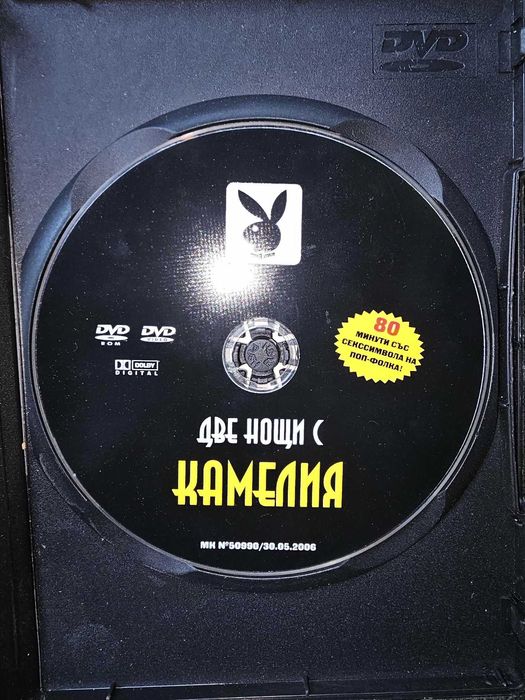 DVD
DVD
ROM
DVD
VIDEO
DOLBY
DIGITAL
80
МИНУТИ СЪС
СЕКССИМВОЛА НА
ПОП-ФОЛКА!
ДВЕ НОЩИ С
КАМЕЛИЯ
МК №50990/30.05.2006